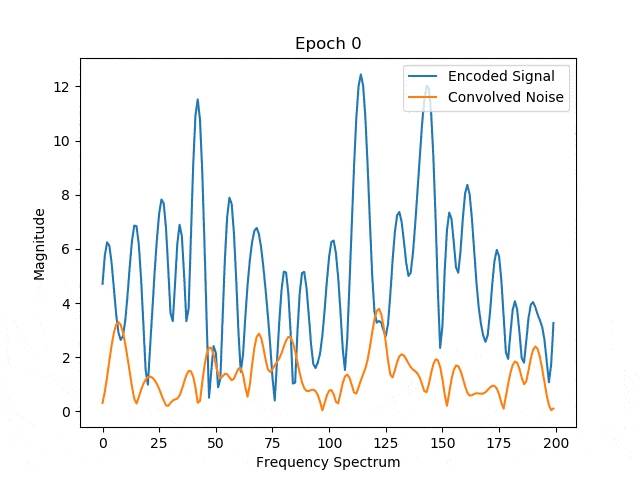 Epoch 0
Encoded Signal
Convolved Noise
12
10
8
6
4
2
0
Magnitude
0 25 50 75 100 125 150 175 200
Frequency Spectrum